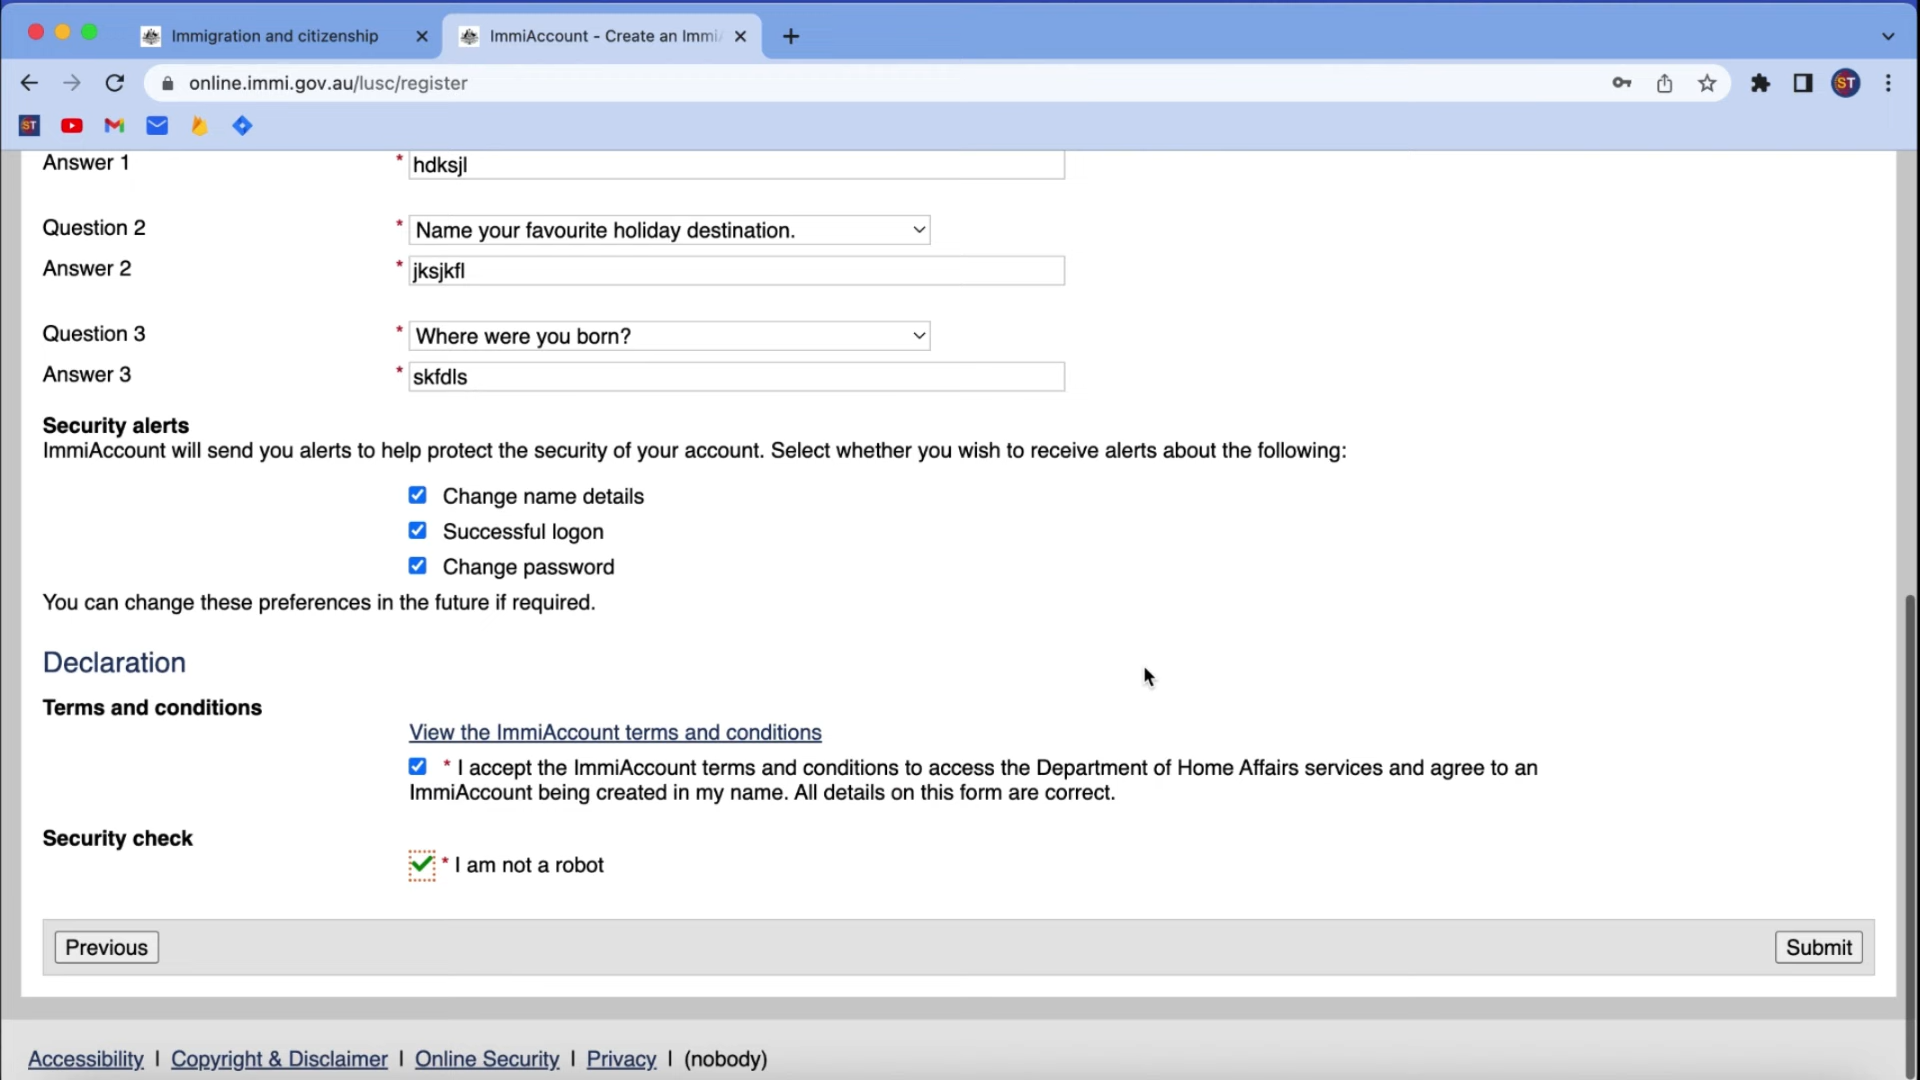 Immigration and citizenship
ImmiAccount - Create an Immi
online.immi.gov.au/lusc/register
ST
ST
Answer 1 * hdksjl
Question 2 * Name your favourite holiday destination.
Answer 2 * jksjkfl
Question 3 * Where were you born?
Answer 3 * skfdls
Security alerts
ImmiAccount will send you alerts to help protect the security of your account. Select whether you wish to receive alerts about the following:
Change name details
Successful logon
Change password
You can change these preferences in the future if required.
Declaration
Terms and conditions
View the ImmiAccount terms and conditions
* I accept the ImmiAccount terms and conditions to access the Department of Home Affairs services and agree to an
ImmiAccount being created in my name. All details on this form are correct.
Security check
* I am not a robot
Previous Submit
Accessibility | Copyright & Disclaimer | Online Security | Privacy | (nobody)